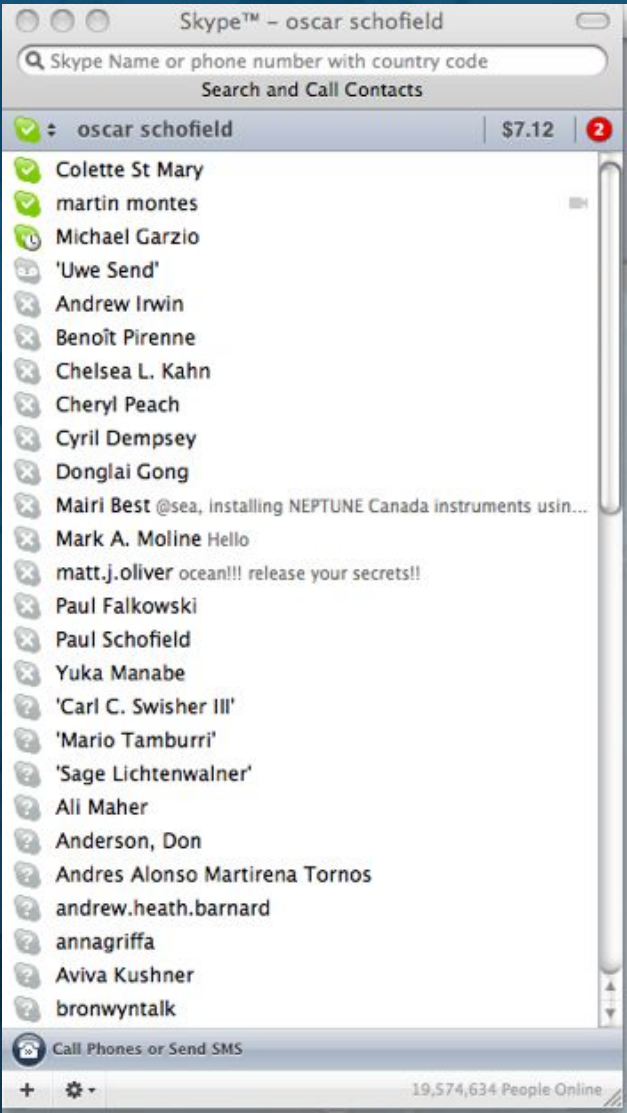 Skype™ – oscar schofield
Skype Name or phone number with country code
Search and Call Contacts
oscar schofield $7.12 2
Colette St Mary
martin montes
Michael Garzio
'Uwe Send'
Andrew Irwin
Benoît Pirenne
Chelsea L. Kahn
Cheryl Peach
Cyril Dempsey
Donglai Gong
Mairi Best @sea, installing NEPTUNE Canada instruments usin...
Mark A. Moline Hello
matt.j.oliver ocean!!! release your secrets!!
Paul Falkowski
Paul Schofield
Yuka Manabe
'Carl C. Swisher III'
'Mario Tamburri'
'Sage Lichtenwalner'
Ali Maher
Anderson, Don
Andres Alonso Martirena Tornos
andrew.heath.barnard
annagriffa
Aviva Kushner
bronwyntalk
Call Phones or Send SMS
19,574,634 People Online